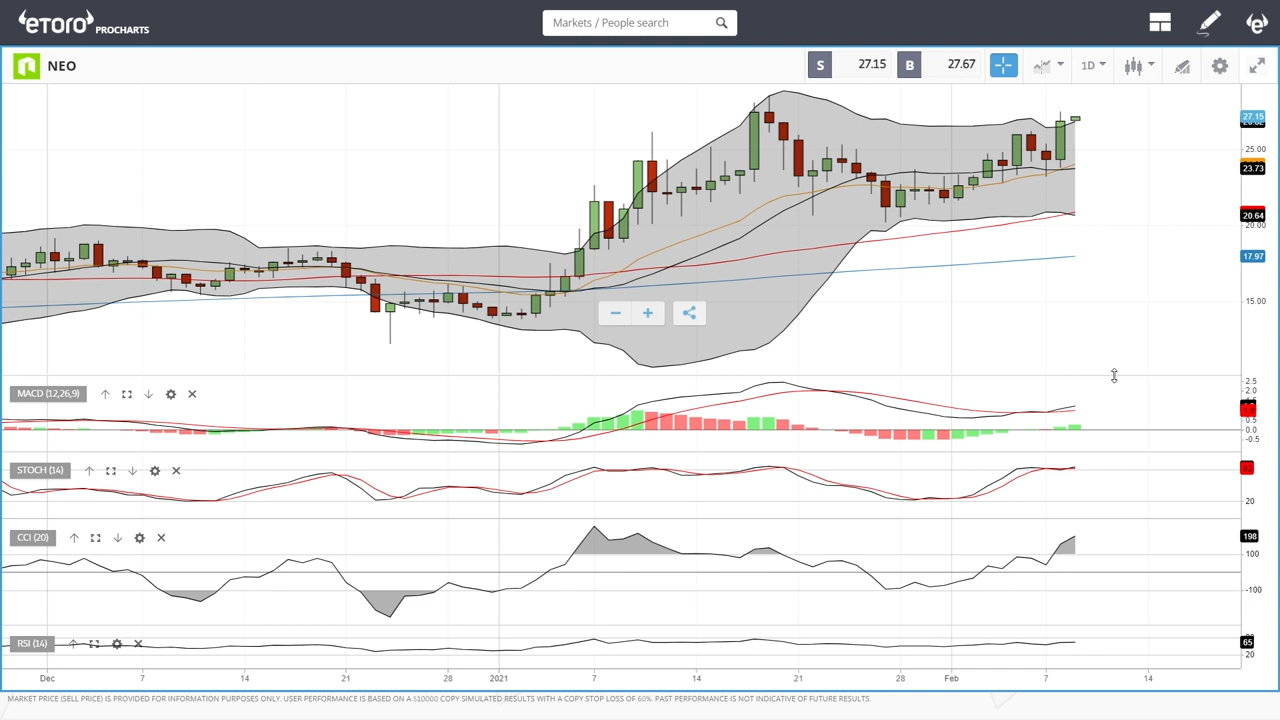 etoro PROCHARTS
Markets / People search
NEO
S 27.15 B 27.67
1D
27.15
25.00
23.73
20.64
20.00
17.97
15.00
MACD (12,26,9)
2.5
2.0
0.5
0.0
-0.5
STOCH (14)
20
CCI (20)
198
100
-100
RSI (14)
65
20
Dec 7 14 21 28 2021 7 14 21 28 Feb 7 14
MARKET PRICE (SELL PRICE) IS PROVIDED FOR INFORMATION PURPOSES ONLY. USER PERFORMANCE IS BASED ON A $10000 COPY SIMULATED RESULTS WITH A COPY STOP LOSS OF 60%. PAST PERFORMANCE IS NOT INDICATIVE OF FUTURE RESULTS.